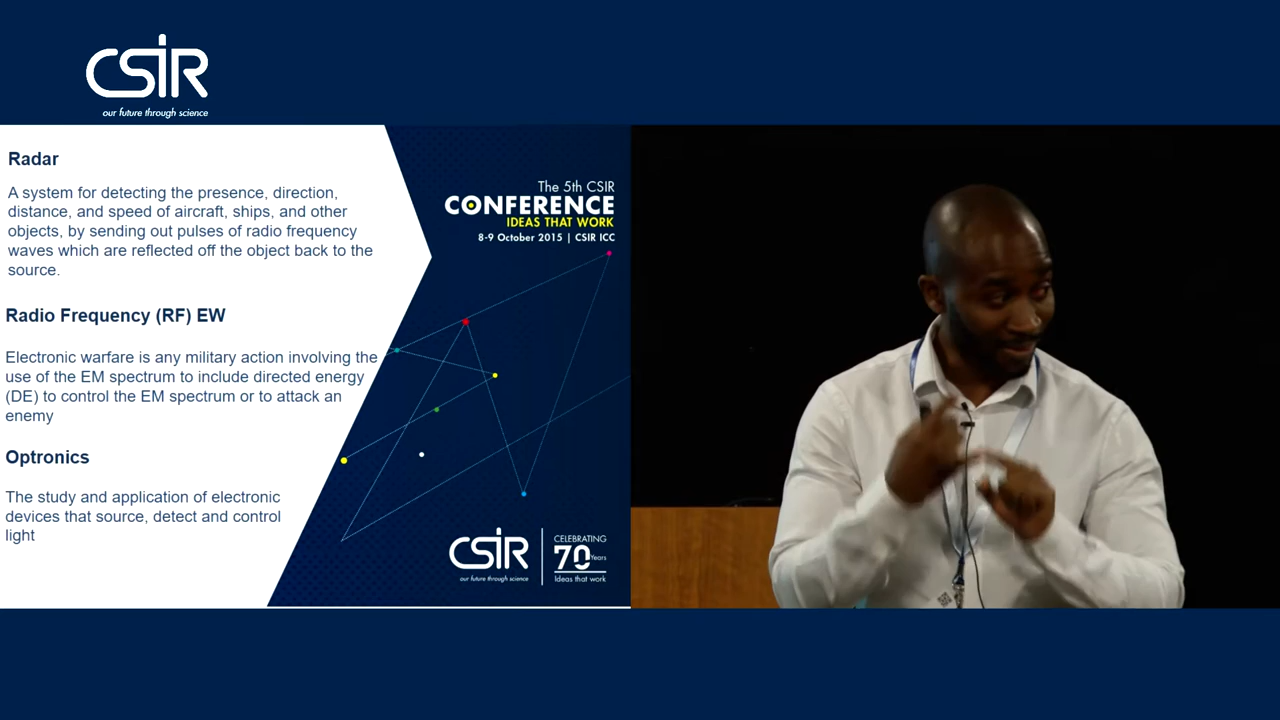 CSIR
our future through science
Radar
A system for detecting the presence, direction,
distance, and speed of aircraft, ships, and other
objects, by sending out pulses of radio frequency
waves which are reflected off the object back to the
source.
Radio Frequency (RF) EW
Electronic warfare is any military action involving the
use of the EM spectrum to include directed energy
(DE) to control the EM spectrum or to attack an
enemy
Optronics
The study and application of electronic
devices that source, detect and control
light
The 5th CSIR
CONFERENCE
IDEAS THAT WORK
8-9 October 2015 | CSIR ICC
CSIR
our future through science
CELEBRATING
70 Years
Ideas that work